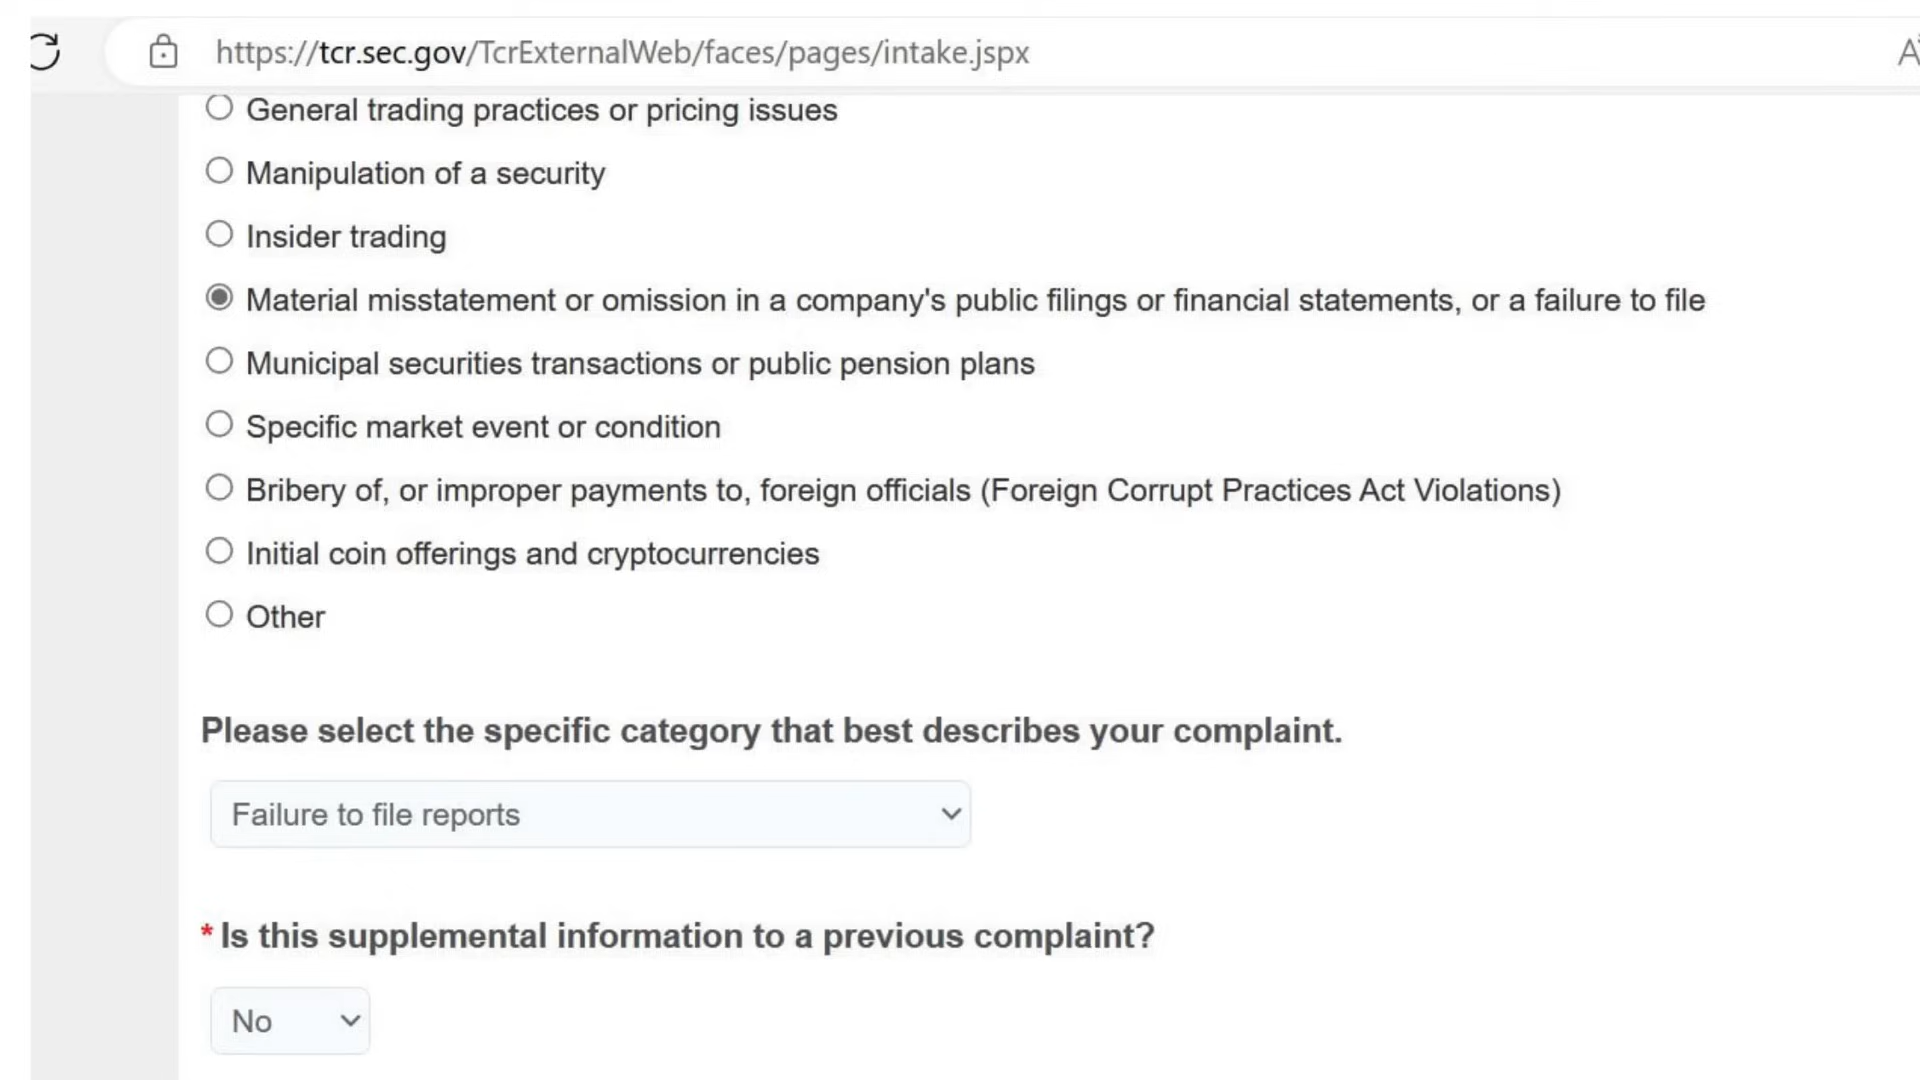 https://tcr.sec.gov/TcrExternalWeb/faces/pages/intake.jspx
General trading practices or pricing issues
Manipulation of a security
Insider trading
Material misstatement or omission in a company's public filings or financial statements, or a failure to file
Municipal securities transactions or public pension plans
Specific market event or condition
Bribery of, or improper payments to, foreign officials (Foreign Corrupt Practices Act Violations)
Initial coin offerings and cryptocurrencies
Other
Please select the specific category that best describes your complaint.
Failure to file reports
* Is this supplemental information to a previous complaint?
No